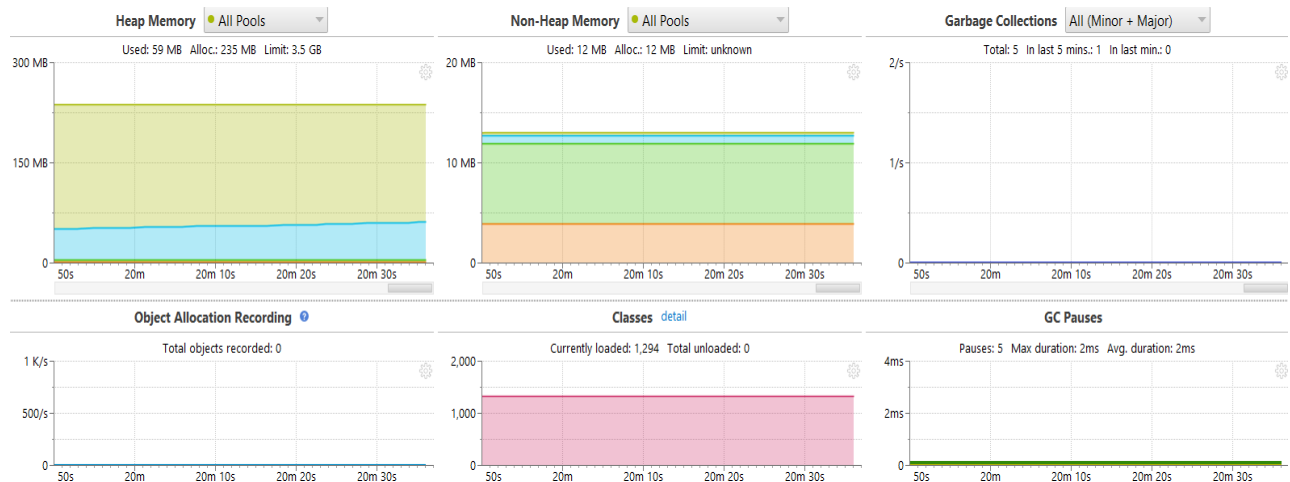 Heap Memory All Pools
Used: 59 MB Alloc.: 235 MB Limit: 3.5 GB
300 MB
150 MB
0
50s 20m 20m 10s 20m 20s 20m 30s
Non-Heap Memory All Pools
Used: 12 MB Alloc.: 12 MB Limit: unknown
20 MB
10 MB
0
50s 20m 20m 10s 20m 20s 20m 30s
Garbage Collections All (Minor + Major)
Total: 5 In last 5 mins.: 1 In last min.: 0
2/s
1/s
0
50s 20m 20m 10s 20m 20s 20m 30s
Object Allocation Recording ?
Total objects recorded: 0
1 K/s
500/s
0
50s 20m 20m 10s 20m 20s 20m 30s
Classes detail
Currently loaded: 1,294 Total unloaded: 0
2,000
1,000
0
50s 20m 20m 10s 20m 20s 20m 30s
GC Pauses
Pauses: 5 Max duration: 2ms Avg. duration: 2ms
4ms
2ms
0
50s 20m 20m 10s 20m 20s 20m 30s